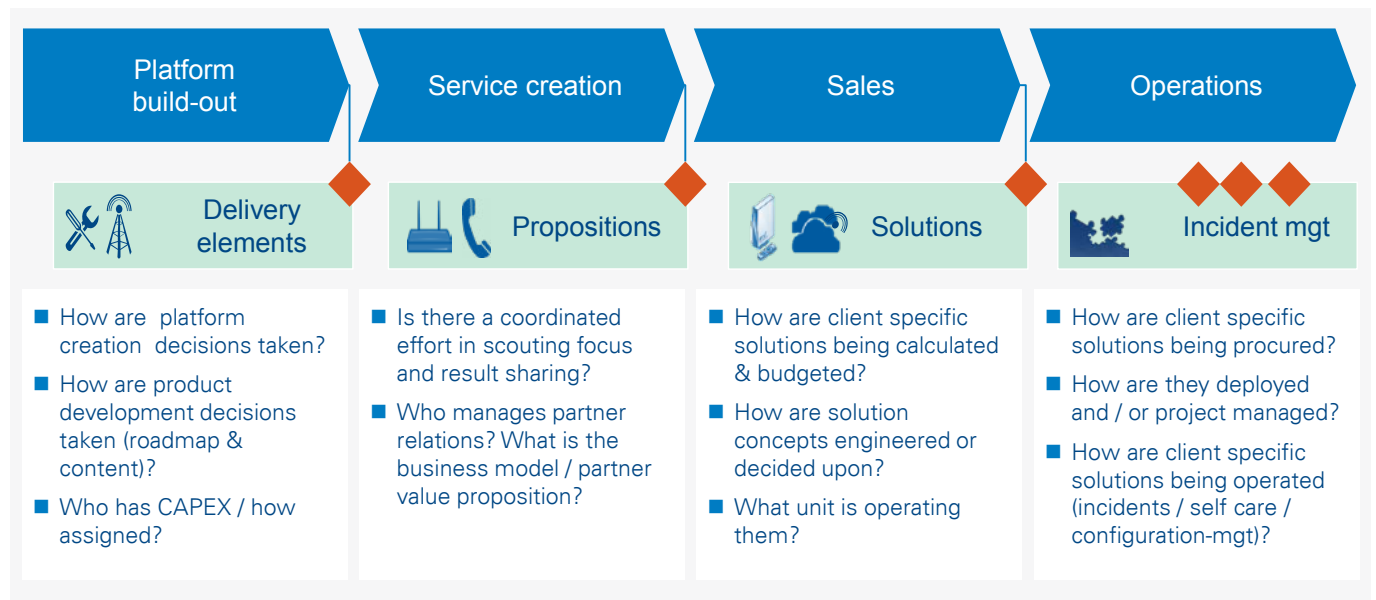 Platform
build-out
Service creation
Sales
Operations
Delivery
elements
Propositions
Solutions
Incident mgt
How are platform
creation decisions taken?
How are product
development decisions
taken (roadmap &
content)?
Who has CAPEX / how
assigned?
Is there a coordinated
effort in scouting focus
and result sharing?
Who manages partner
relations? What is the
business model / partner
value proposition?
How are client specific
solutions being calculated
& budgeted?
How are solution
concepts engineered or
decided upon?
What unit is operating
them?
How are client specific
solutions being procured?
How are they deployed
and / or project managed?
How are client specific
solutions being operated
(incidents / self care /
configuration-mgt)?